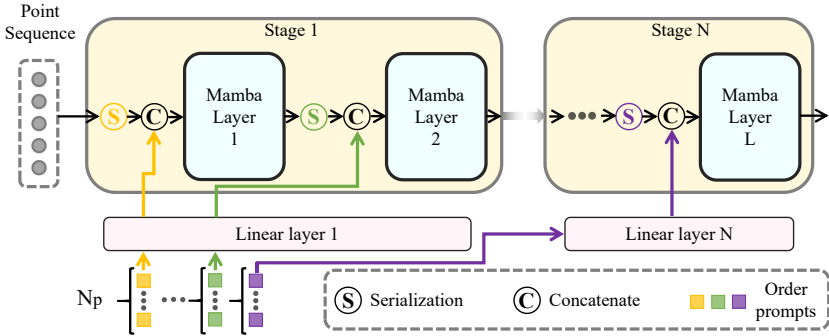 Point
Sequence
Stage 1
Stage N
S
C
Mamba
Layer
1
S
C
Mamba
Layer
2
S
C
Mamba
Layer
L
Linear layer 1
Linear layer N
Np
S Serialization
C Concatenate
Order
prompts